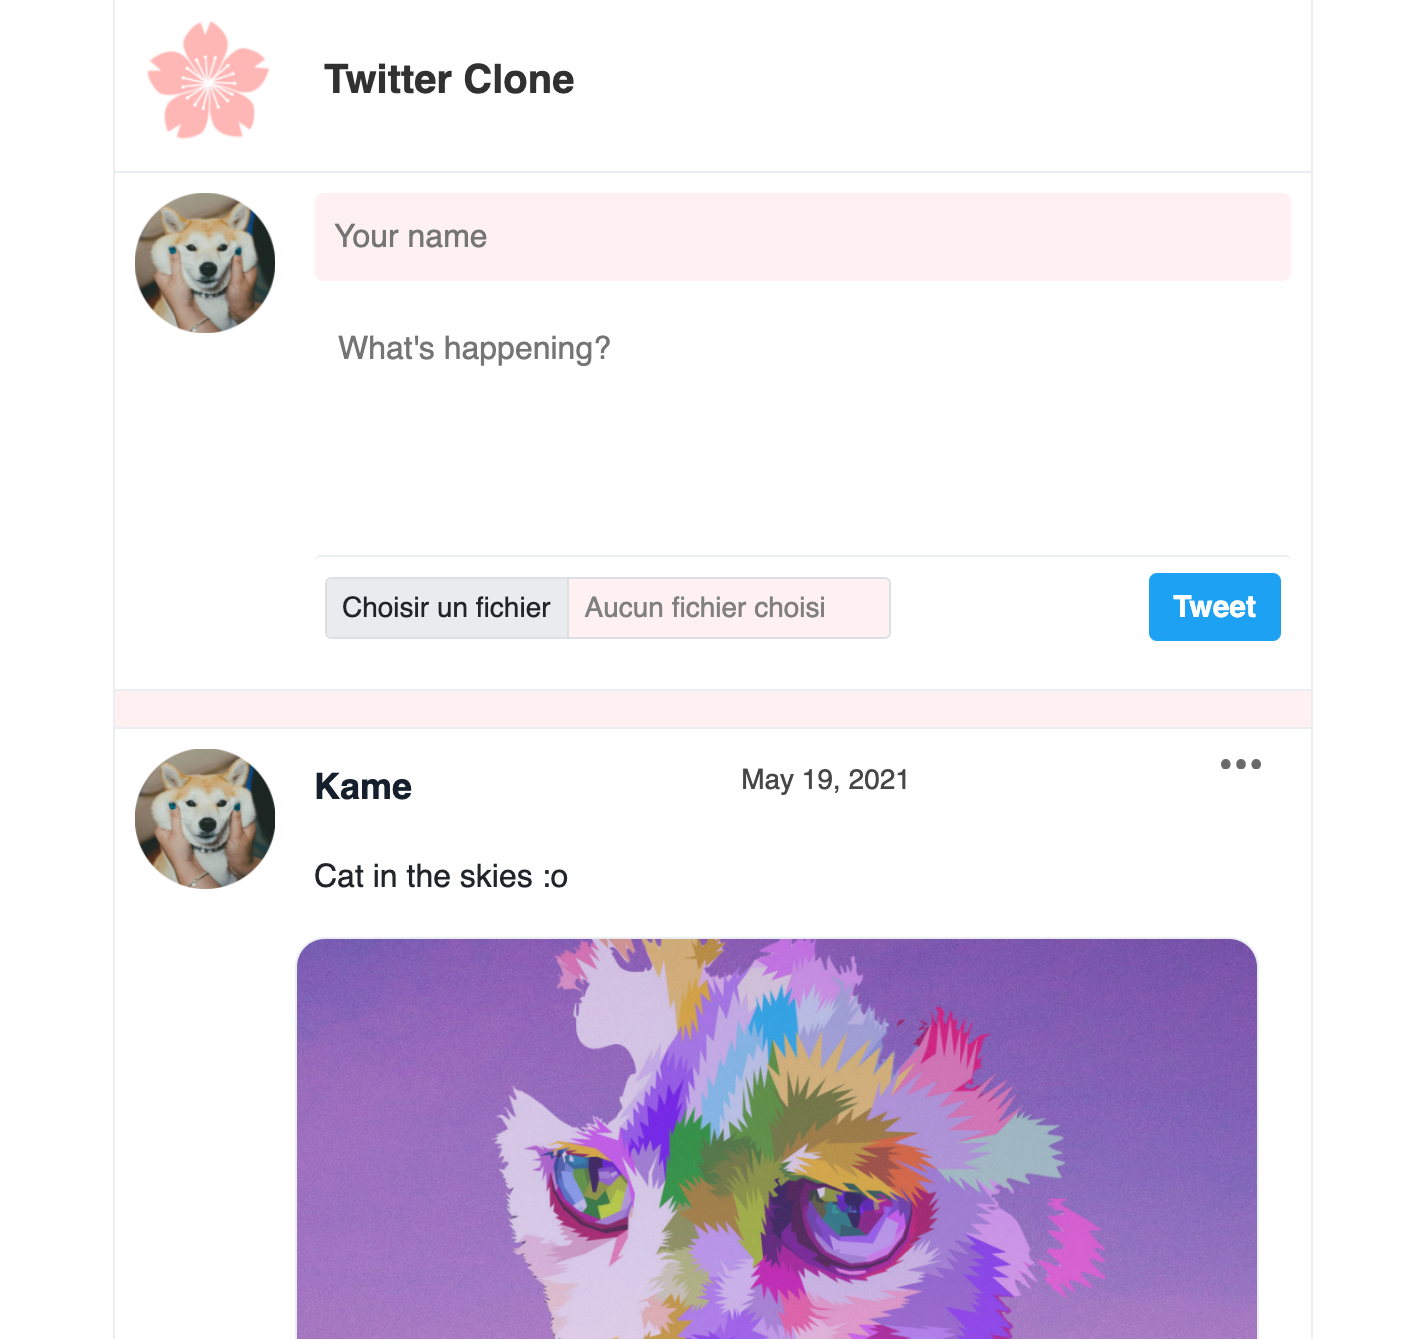 Twitter Clone
Your name
What's happening?
Choisir un fichier Aucun fichier choisi
Tweet
Kame
May 19, 2021
Cat in the skies :o